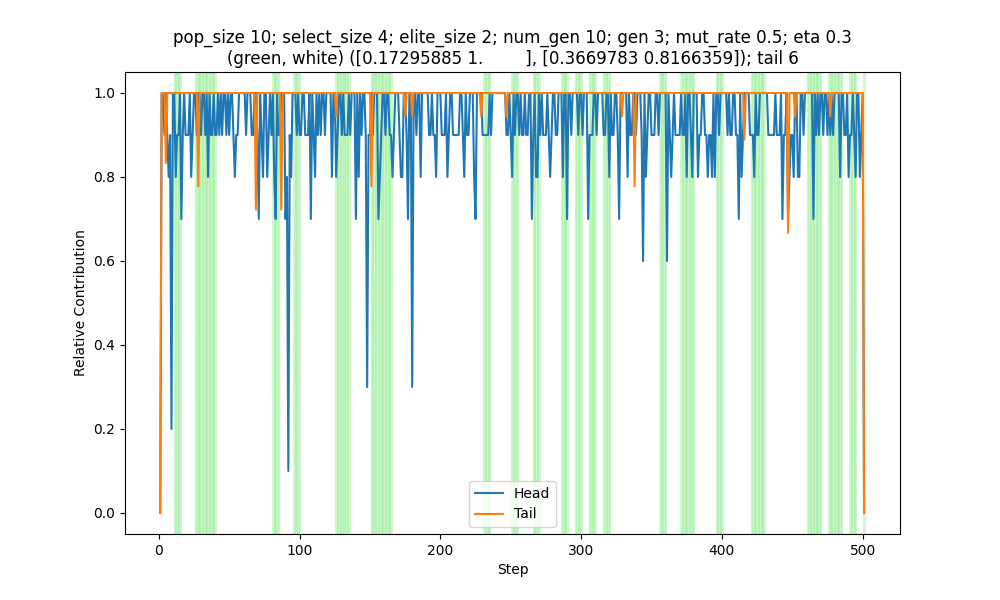 pop_size 10; select_size 4; elite_size 2; num_gen 10; gen 3; mut_rate 0.5; eta 0.3
(green, white) ([0.17295885 1.         ], [0.3669783 0.8166359]); tail 6
1.0
0.8
0.6
0.4
0.2
0.0
Relative Contribution
Head
Tail
0
100
200
300
400
500
Step